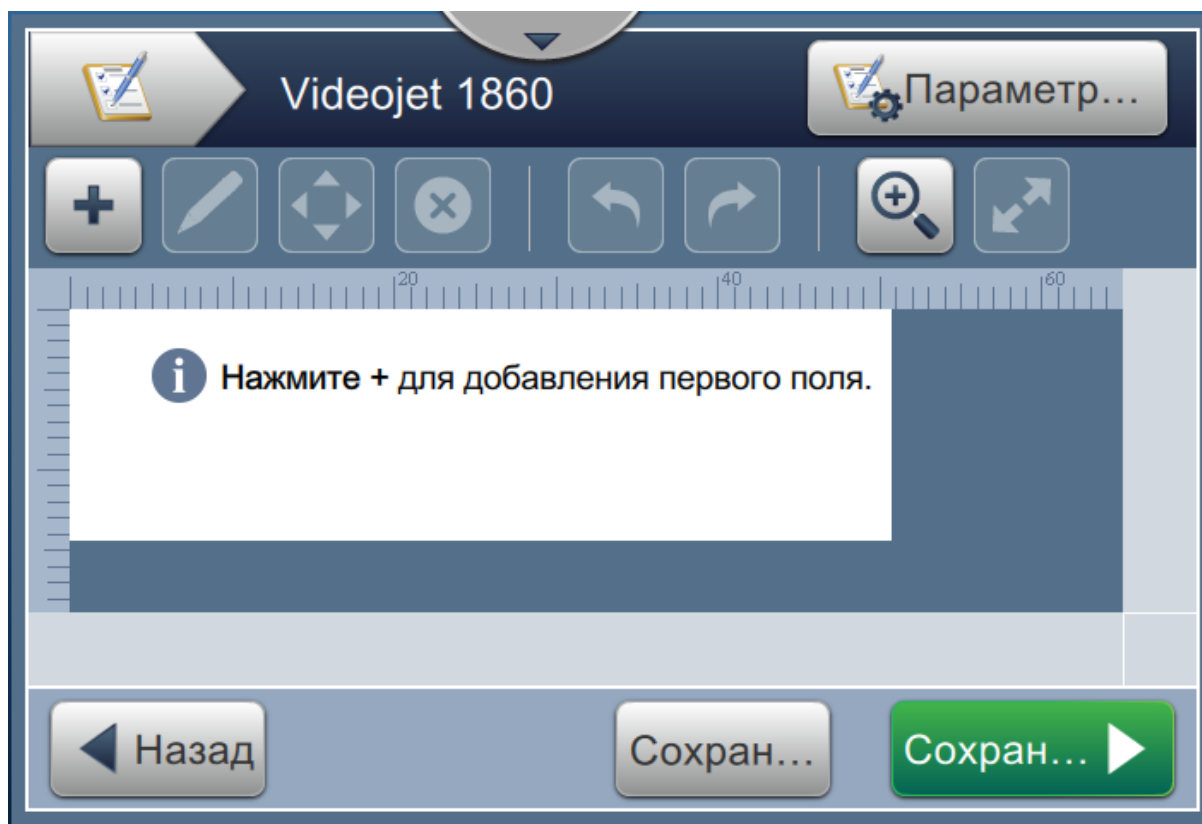 Videojet 1860
Параметр...
20 40 60
Нажмите + для добавления первого поля.
Назад
Сохран...
Сохран...